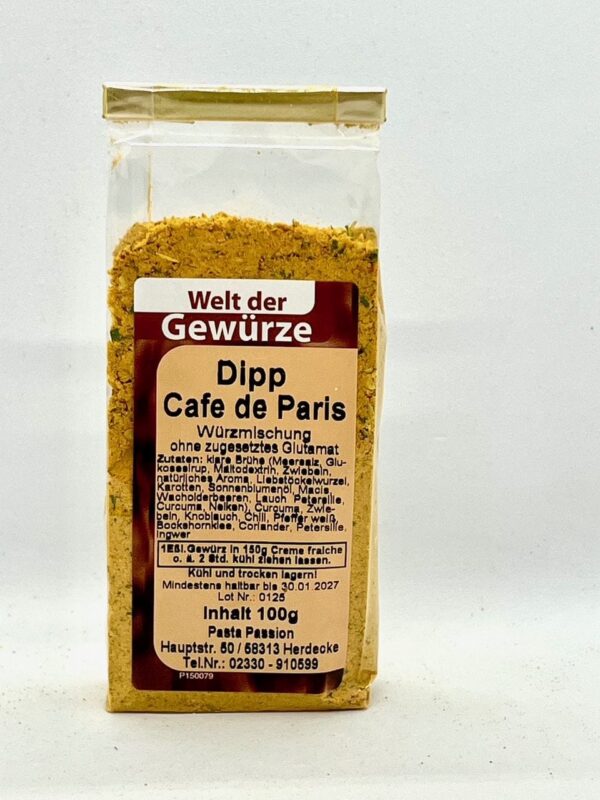 Welt der
Gewürze
Dipp
Cafe de Paris
Würzmischung
ohne zugesetztes Glutamat
Zutaten: klare Brühe (Meersalz, Glu-
kosesirup, Maltodextrin, Zwiebeln,
natürliches Aroma, Liebstöckelwurzel,
Karotten, Sonnenblumenöl, Macis,
Wacholderbeeren, Lauch Petersilie,
Curcuma, Nelken), Curcuma, Zwie-
beln, Knoblauch, Chili, Pfeffer weiß,
Bockshornklee, Coriander, Petersilie,
Ingwer
1Eßl.Gewürz in 150g Creme fraiche
o. ä. 2 Std. kühl ziehen lassen.
Kühl und trocken lagern!
Mindestens haltbar bis 30.01.2027
Lot Nr.: 0125
Inhalt 100g
Pasta Passion
Hauptstr. 50 / 58313 Herdecke
Tel.Nr.: 02330 - 910599
P150079